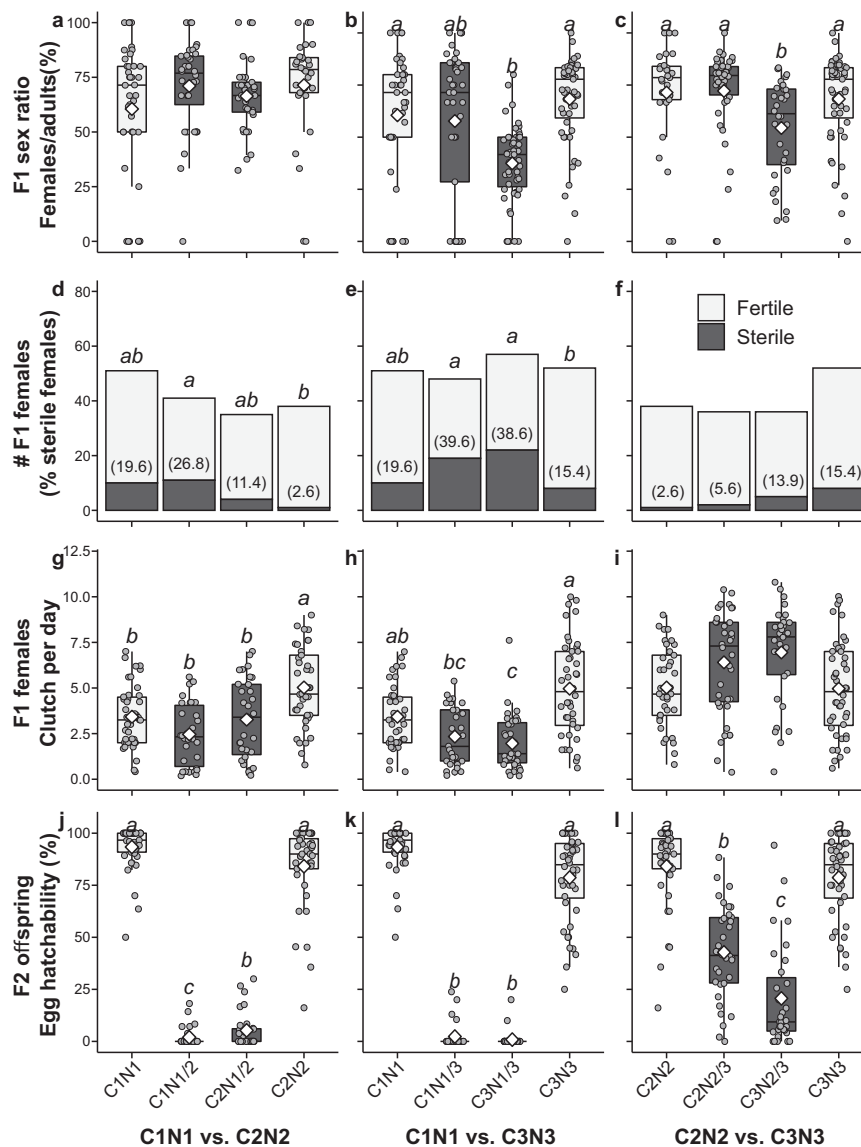 a
b
c
F1 sex ratio
Females/adults(%)
100
75
50
25
0
a
ab
b
a
a
a
b
a
d
e
f
# F1 females
(% sterile females)
80
60
40
20
0
Fertile
Sterile
ab
a
ab
b
ab
a
a
b
(19.6)
(26.8)
(11.4)
(2.6)
(19.6)
(39.6)
(38.6)
(15.4)
(2.6)
(5.6)
(13.9)
(15.4)
g
h
i
F1 females
Clutch per day
12.5
10.0
7.5
5.0
2.5
0.0
b
b
b
a
ab
bc
c
a
j
k
l
F2 offspring
Egg hatchability (%)
100
75
50
25
0
a
c
b
a
a
b
b
a
a
b
c
a
C1N1
C1N1/2
C2N1/2
C2N2
C1N1
C1N1/3
C3N1/3
C3N3
C2N2
C2N2/3
C3N2/3
C3N3
C1N1 vs. C2N2
C1N1 vs. C3N3
C2N2 vs. C3N3